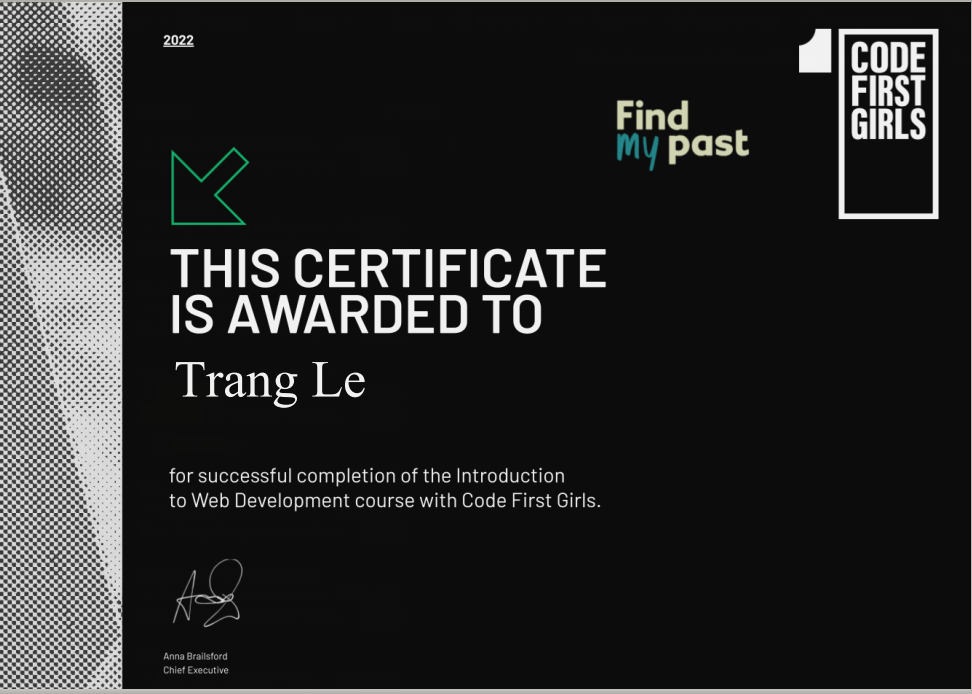 2022
CODE
FIRST
GIRLS
Find
My past
THIS CERTIFICATE
IS AWARDED TO
Trang Le
for successful completion of the Introduction
to Web Development course with Code First Girls.
Anna Brailsford
Chief Executive